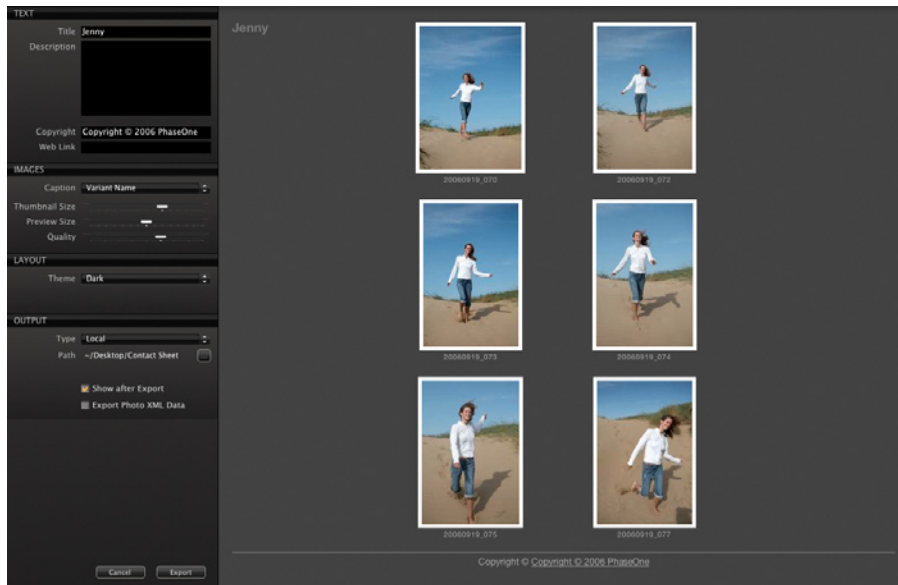 TEXT
Title Jenny
Description
Copyright Copyright © 2006 PhaseOne
Web Link
IMAGES
Caption Variant Name
Thumbnail Size
Preview Size
Quality
LAYOUT
Theme Dark
OUTPUT
Type Local
Path ~/Desktop/Contact Sheet
Show after Export
Export Photo XML Data
Cancel Export
Jenny
20060919_070 20060919_072
20060919_073 20060919_074
20060919_075 20060919_077
Copyright © Copyright © 2006 PhaseOne